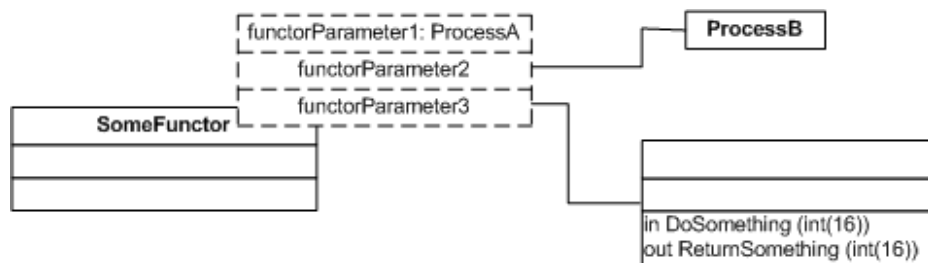 functorParameter1: ProcessA
ProcessB
functorParameter2
functorParameter3
SomeFunctor
in DoSomething (int(16))
out ReturnSomething (int(16))